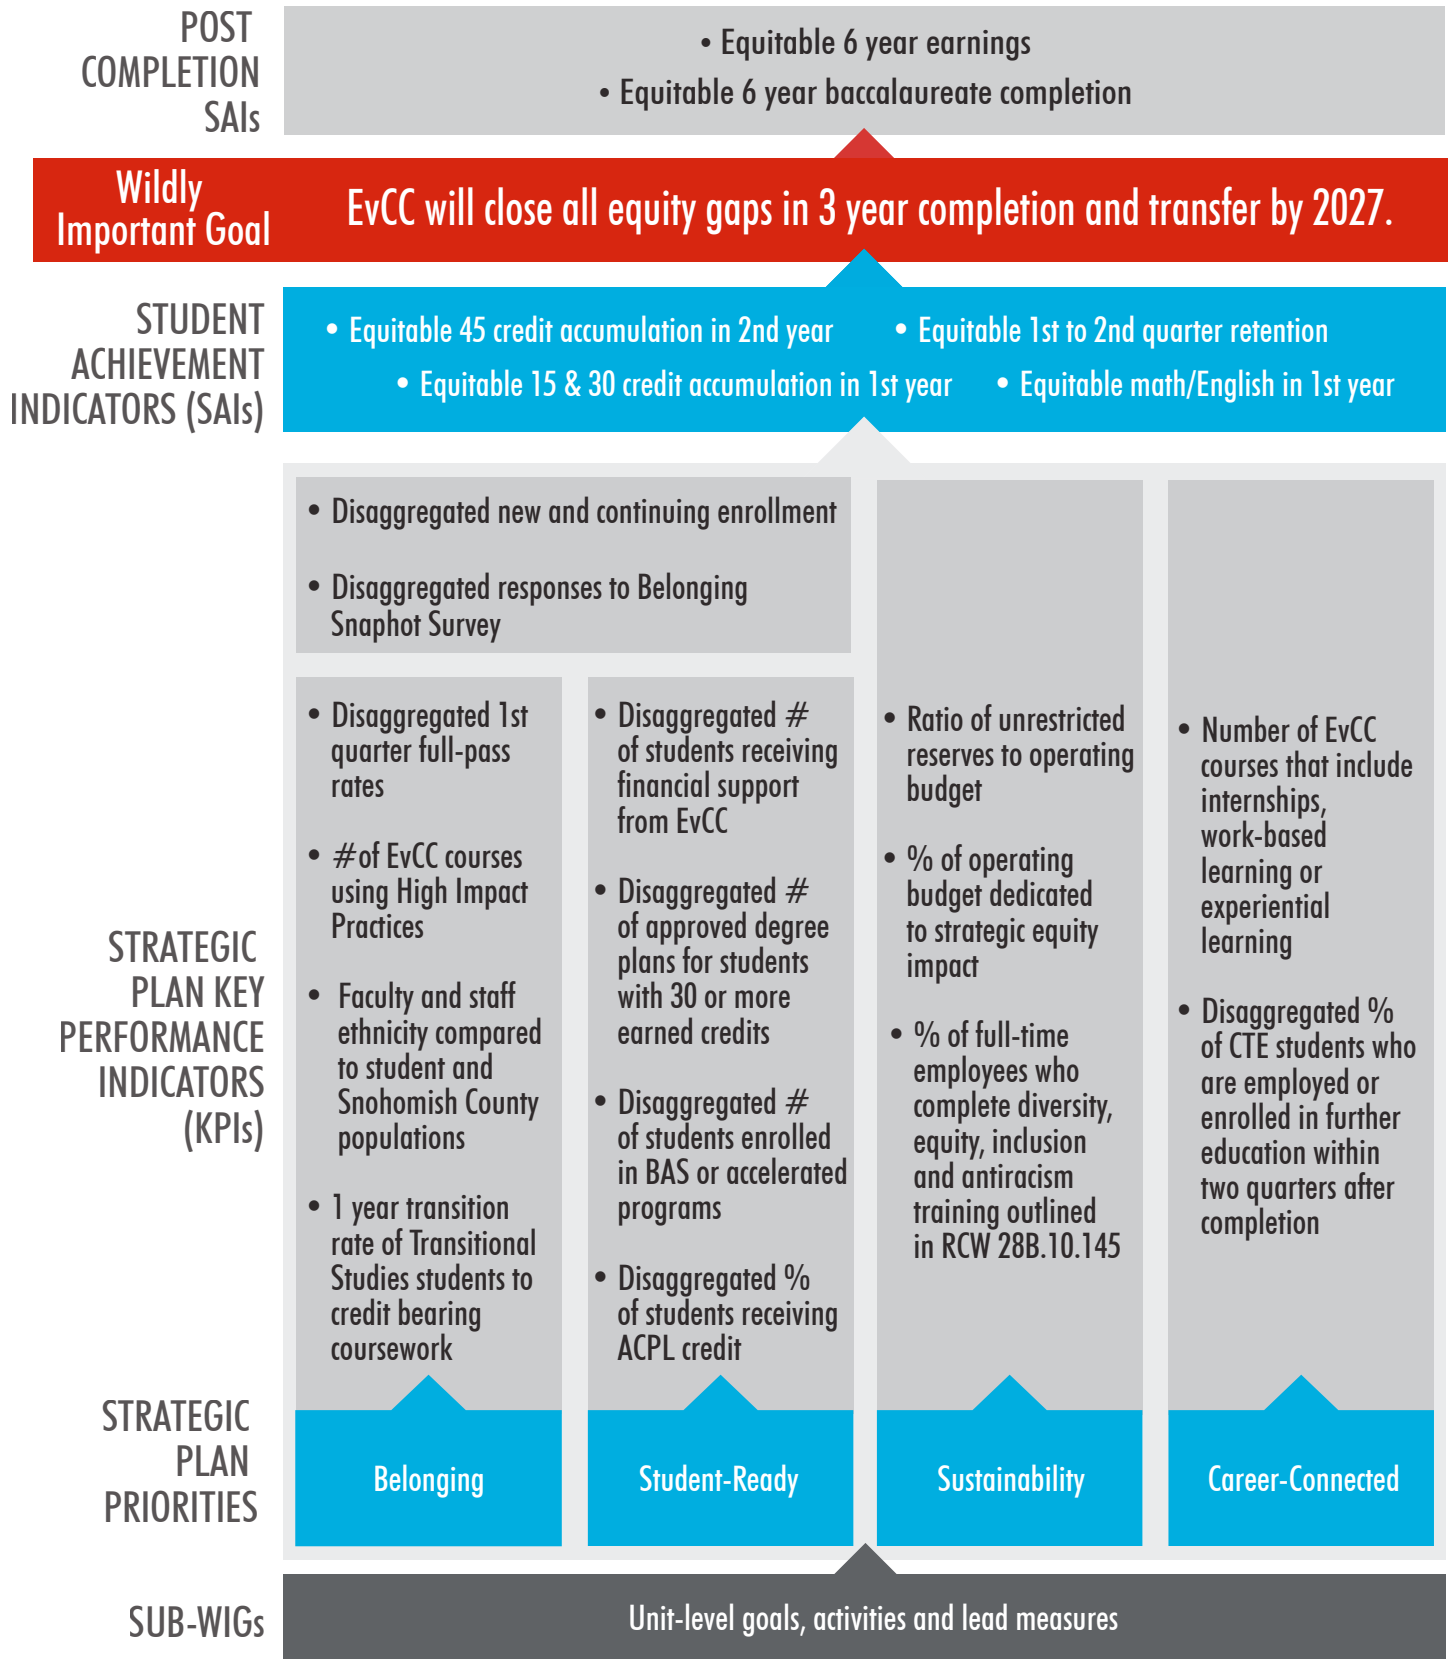 POST
COMPLETION
SAIs
• Equitable 6 year earnings
• Equitable 6 year baccalaureate completion
Wildly
Important Goal
EvCC will close all equity gaps in 3 year completion and transfer by 2027.
STUDENT
ACHIEVEMENT
INDICATORS (SAIs)
• Equitable 45 credit accumulation in 2nd year
• Equitable 1st to 2nd quarter retention
• Equitable 15 & 30 credit accumulation in 1st year
• Equitable math/English in 1st year
STRATEGIC
PLAN KEY
PERFORMANCE
INDICATORS
(KPIs)
• Disaggregated new and continuing enrollment
• Disaggregated responses to Belonging
Snaphot Survey
• Disaggregated 1st
quarter full-pass
rates
• #of EvCC courses
using High Impact
Practices
• Faculty and staff
ethnicity compared
to student and
Snohomish County
populations
• 1 year transition
rate of Transitional
Studies students to
credit bearing
coursework
• Disaggregated #
of students receiving
financial support
from EvCC
• Disaggregated #
of approved degree
plans for students
with 30 or more
earned credits
• Disaggregated #
of students enrolled
in BAS or accelerated
programs
• Disaggregated %
of students receiving
ACPL credit
• Ratio of unrestricted
reserves to operating
budget
• % of operating
budget dedicated
to strategic equity
impact
• % of full-time
employees who
complete diversity,
equity, inclusion
and antiracism
training outlined
in RCW 28B.10.145
• Number of EvCC
courses that include
internships,
work-based
learning or
experiential
learning
• Disaggregated %
of CTE students who
are employed or
enrolled in further
education within
two quarters after
completion
STRATEGIC
PLAN
PRIORITIES
Belonging
Student-Ready
Sustainability
Career-Connected
SUB-WIGs
Unit-level goals, activities and lead measures